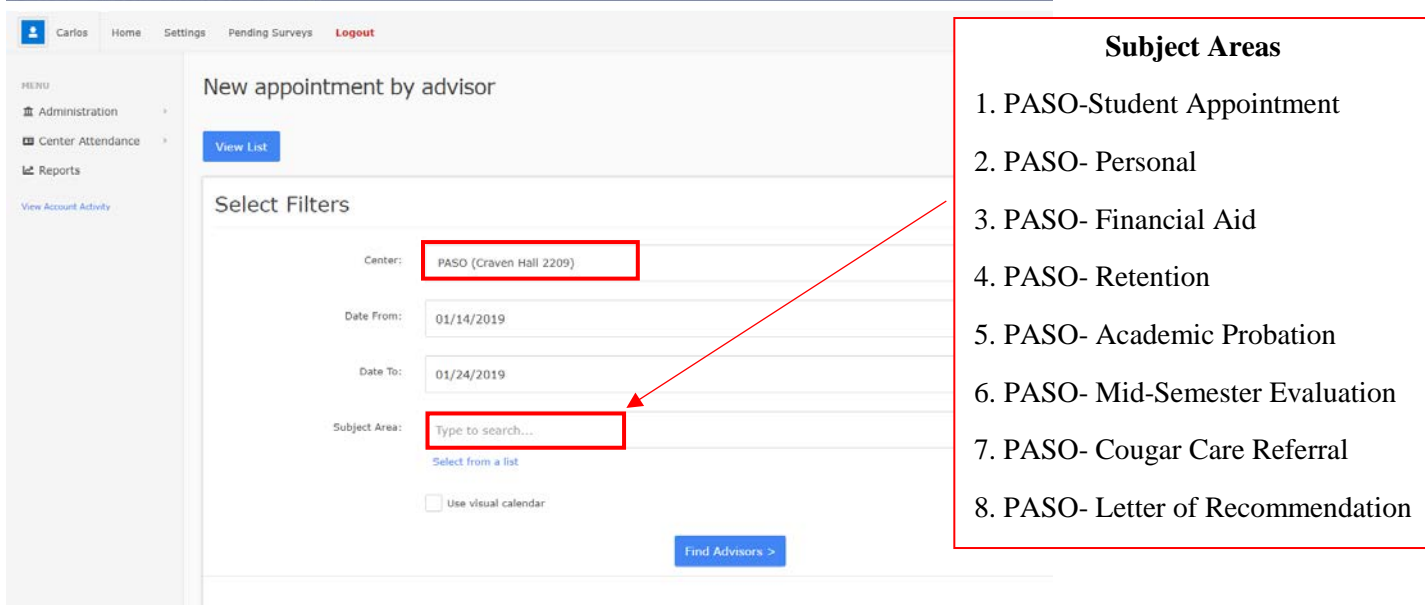 Carlos Home Settings Pending Surveys Logout
MENU
Administration
Center Attendance
Reports
View Account Activity
New appointment by advisor
View List
Select Filters
Center: PASO (Craven Hall 2209)
Date From: 01/14/2019
Date To: 01/24/2019
Subject Area: Type to search...
Select from a list
Use visual calendar
Find Advisors >
Subject Areas
1. PASO-Student Appointment
2. PASO- Personal
3. PASO- Financial Aid
4. PASO- Retention
5. PASO- Academic Probation
6. PASO- Mid-Semester Evaluation
7. PASO- Cougar Care Referral
8. PASO- Letter of Recommendation